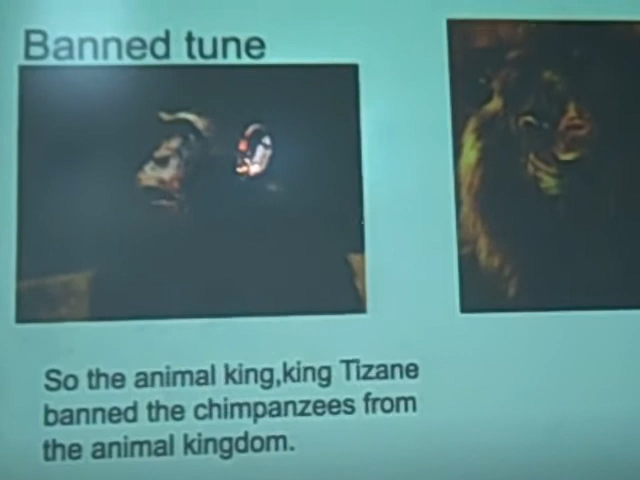 Banned tune
So the animal king,king Tizane
banned the chimpanzees from
the animal kingdom.